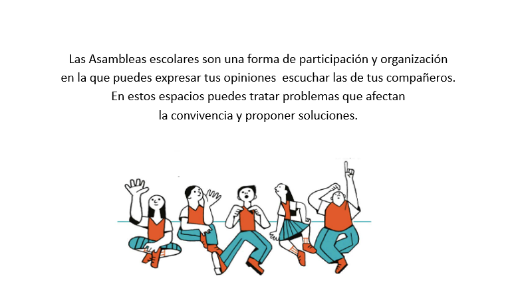 Las Asambleas escolares son una forma de participación y organización
en la que puedes expresar tus opiniones  escuchar las de tus compañeros.
En estos espacios puedes tratar problemas que afectan
la convivencia y proponer soluciones.